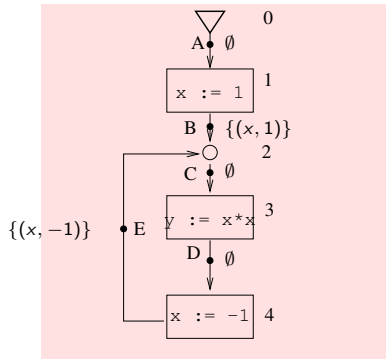 0
A ∅
1
x := 1
B {(x, 1)}
2
C ∅
{(x, −1)} E
3
y := x*x
D ∅
x := -1
4